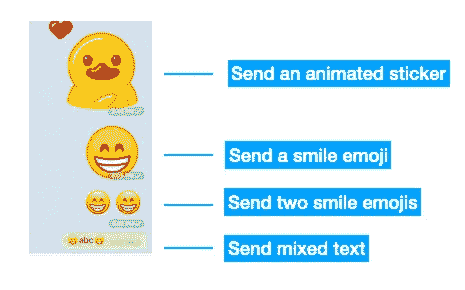 Send an animated sticker
Send a smile emoji
Send two smile emojis
abc
Send mixed text